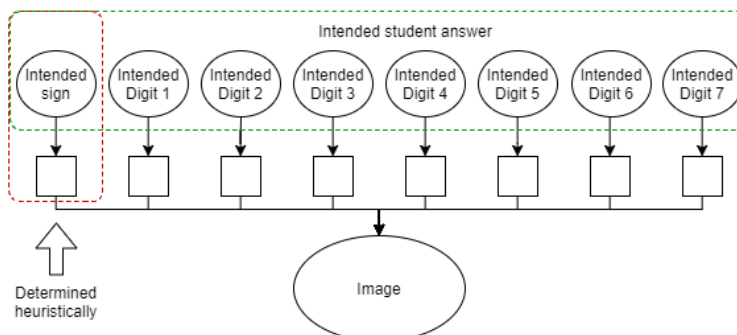 Intended student answer
Intended
sign
Intended
Digit 1
Intended
Digit 2
Intended
Digit 3
Intended
Digit 4
Intended
Digit 5
Intended
Digit 6
Intended
Digit 7
Determined
heuristically
Image